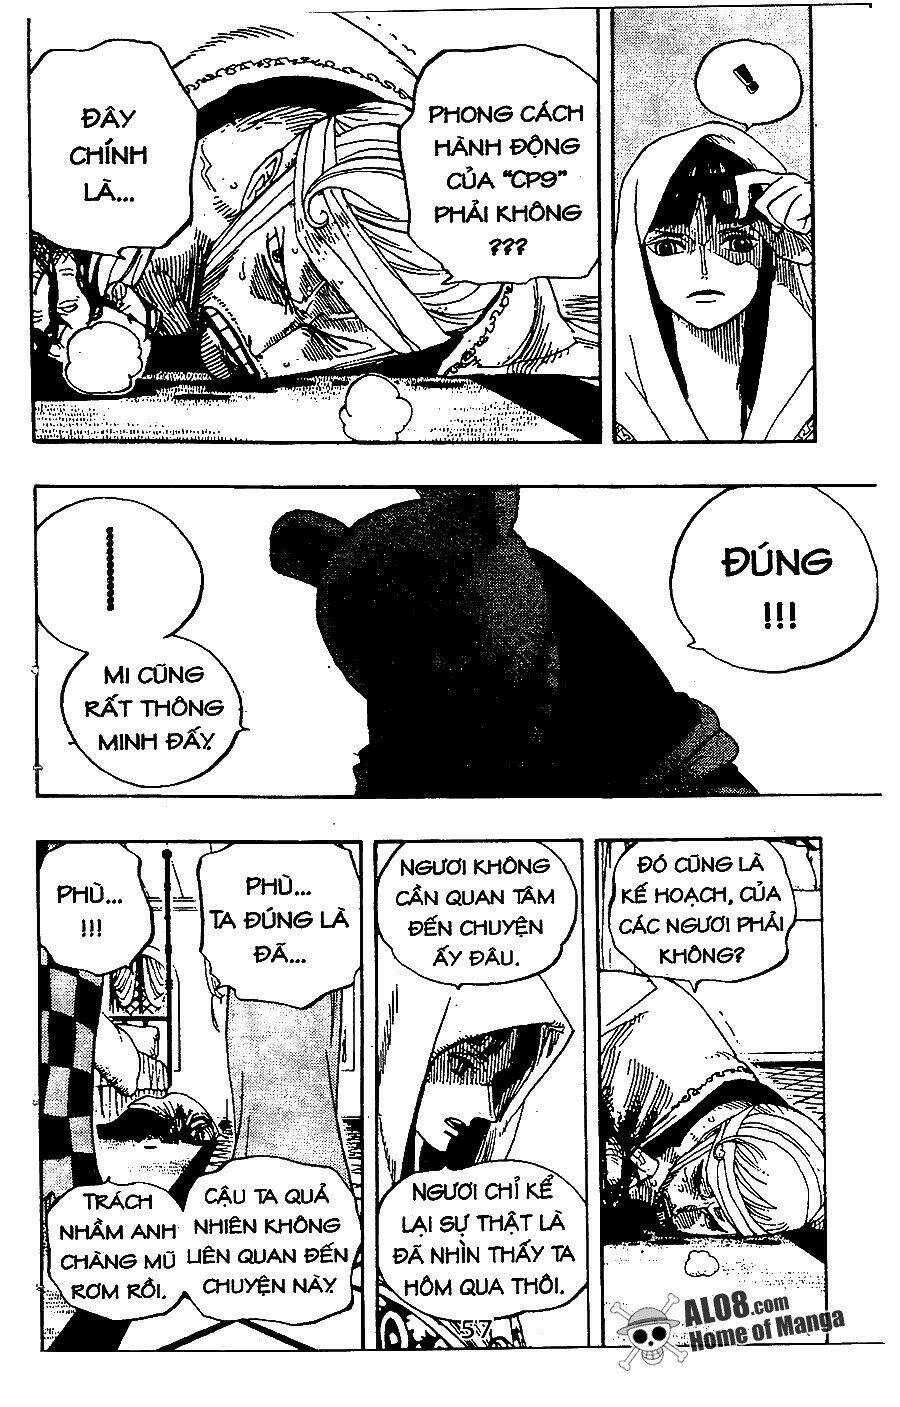 !
PHONG CÁCH
HÀNH ĐỘNG
CỦA "CP9"
PHẢI KHÔNG
???
ĐÂY
CHÍNH
LÀ...
ĐÚNG
!!!
MI CŨNG
RẤT THÔNG
MINH ĐẤY.
ĐÓ CŨNG LÀ
KẾ HOẠCH, CỦA
CÁC NGƯƠI PHẢI
KHÔNG?
NGƯƠI KHÔNG
CẦN QUAN TÂM
ĐẾN CHUYỆN
ẤY ĐÂU.
NGƯƠI CHỈ KỂ
LẠI SỰ THẬT LÀ
ĐÃ NHÌN THẤY TA
HÔM QUA THÔI.
PHÙ...
TA ĐÚNG LÀ
ĐÃ...
PHÙ...
!!!
CẬU TA QUẢ
NHIÊN KHÔNG
LIÊN QUAN ĐẾN
CHUYỆN NÀY.
TRÁCH
NHẦM ANH
CHÀNG MŨ
RƠM RỒI.
57
ALO8.com
Home of Manga